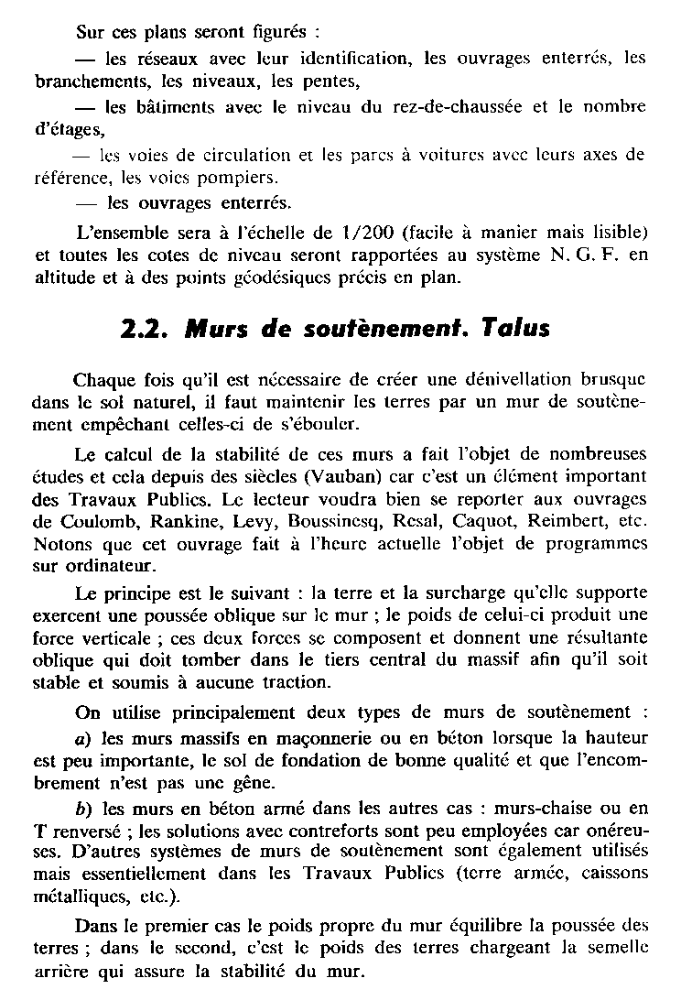 Sur ces plans seront figurés :
— les réseaux avec leur identification, les ouvrages enterrés, les
branchements, les niveaux, les pentes,
— les bâtiments avec le niveau du rez-de-chaussée et le nombre
d'étages,
— les voies de circulation et les parcs à voitures avec leurs axes de
référence, les voies pompiers.
— les ouvrages enterrés.
L'ensemble sera à l'échelle de 1/200 (facile à manier mais lisible)
et toutes les cotes de niveau seront rapportées au système N. G. F. en
altitude et à des points géodésiques précis en plan.
2.2. Murs de soutènement. Talus
Chaque fois qu'il est nécessaire de créer une dénivellation brusque
dans le sol naturel, il faut maintenir les terres par un mur de soutène-
ment empêchant celles-ci de s'ébouler.
Le calcul de la stabilité de ces murs a fait l'objet de nombreuses
études et cela depuis des siècles (Vauban) car c'est un élément important
des Travaux Publics. Le lecteur voudra bien se reporter aux ouvrages
de Coulomb, Rankine, Levy, Boussinesq, Resal, Caquot, Reimbert, etc.
Notons que cet ouvrage fait à l'heure actuelle l'objet de programmes
sur ordinateur.
Le principe est le suivant : la terre et la surcharge qu'elle supporte
exercent une poussée oblique sur le mur ; le poids de celui-ci produit une
force verticale ; ces deux forces se composent et donnent une résultante
oblique qui doit tomber dans le tiers central du massif afin qu'il soit
stable et soumis à aucune traction.
On utilise principalement deux types de murs de soutènement :
a) les murs massifs en maçonnerie ou en béton lorsque la hauteur
est peu importante, le sol de fondation de bonne qualité et que l'encom-
brement n'est pas une gêne.
b) les murs en béton armé dans les autres cas : murs-chaise ou en
T renversé ; les solutions avec contreforts sont peu employées car onéreu-
ses. D'autres systèmes de murs de soutènement sont également utilisés
mais essentiellement dans les Travaux Publics (terre armée, caissons
métalliques, etc.).
Dans le premier cas le poids propre du mur équilibre la poussée des
terres ; dans le second, c'est le poids des terres chargeant la semelle
arrière qui assure la stabilité du mur.